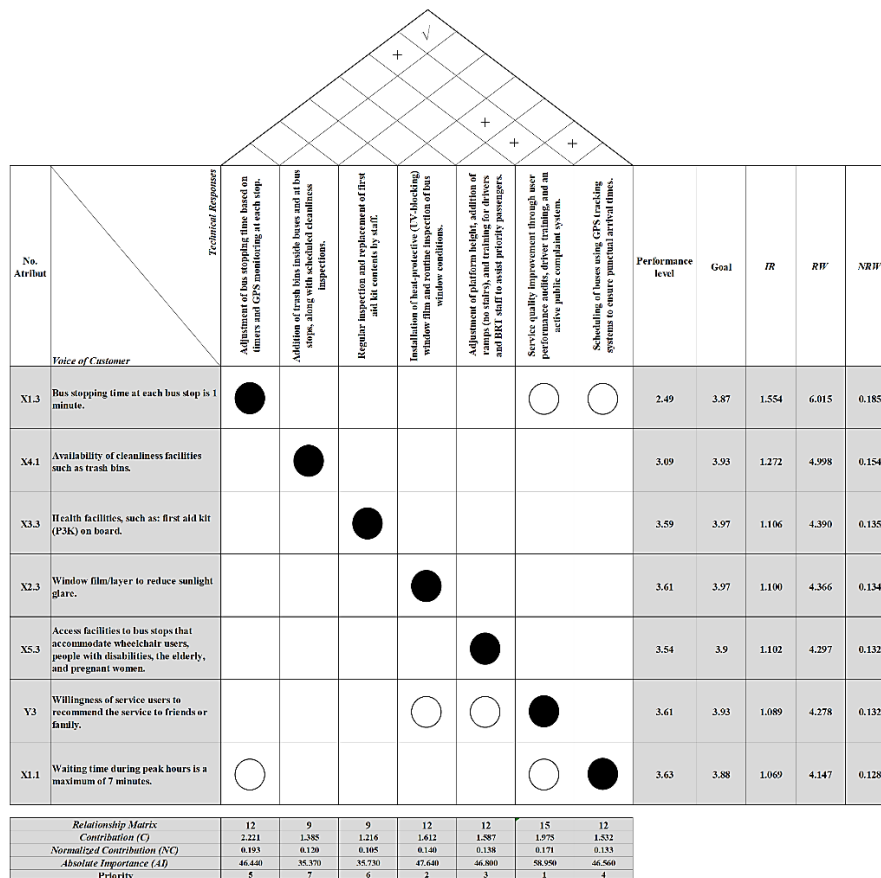 √
+
+
+
+
Technical Responses
Adjustment of bus stopping time based on
timers and GPS monitoring at each stop.
Addition of trash bins inside buses and at bus
stops, along with scheduled cleanliness
inspections.
Regular inspection and replacement of first
aid kit contents by staff.
Installation of heat-protective (UV-blocking)
window film and routine inspection of bus
window conditions.
Adjustment of platform height, addition of
ramps (no stairs), and training for drivers
and BRT staff to assist priority passengers.
Service quality improvement through user
performance audits, driver training, and an
active public complaint system.
Scheduling of buses using GPS tracking
systems to ensure punctual arrival times.
No.
Atribut
Voice of Customer
Performance
level
Goal
IR
RW
NRW
X1.3
Bus stopping time at each bus stop is 1
minute.
2.49 3.87 1.554 6.015 0.185
X4.1
Availability of cleanliness facilities
such as trash bins.
3.09 3.93 1.272 4.998 0.154
X3.3
Health facilities, such as: first aid kit
(P3K) on board.
3.59 3.97 1.106 4.390 0.135
X2.3
Window film/layer to reduce sunlight
glare.
3.61 3.97 1.100 4.366 0.134
X5.3
Access facilities to bus stops that
accommodate wheelchair users,
people with disabilities, the elderly,
and pregnant women.
3.54 3.9 1.102 4.297 0.132
Y3
Willingness of service users to
recommend the service to friends or
family.
3.61 3.93 1.089 4.278 0.132
X1.1
Waiting time during peak hours is a
maximum of 7 minutes.
3.63 3.88 1.069 4.147 0.128
Relationship Matrix 12 9 9 12 12 15 12
Contribution (C) 2.221 1.385 1.216 1.612 1.587 1.975 1.532
Normalized Contribution (NC) 0.193 0.120 0.105 0.140 0.138 0.171 0.133
Absolute Importance (AI) 46.440 35.370 35.730 47.640 46.800 58.950 46.560
Priority 5 7 6 2 3 1 4